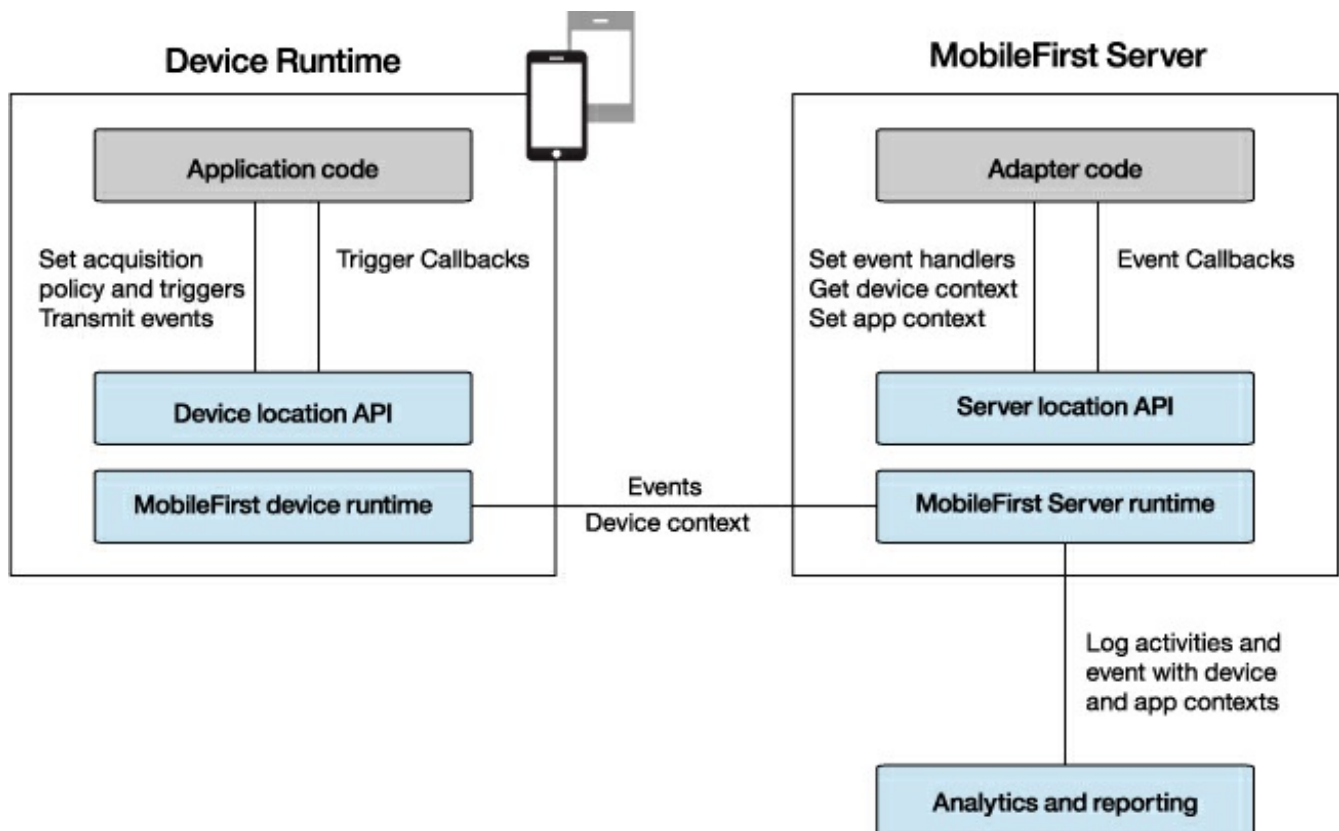 Device Runtime
MobileFirst Server
Application code
Set acquisition
policy and triggers
Transmit events
Trigger Callbacks
Device location API
MobileFirst device runtime
Events
Device context
Adapter code
Set event handlers
Get device context
Set app context
Event Callbacks
Server location API
MobileFirst Server runtime
Log activities and
event with device
and app contexts
Analytics and reporting